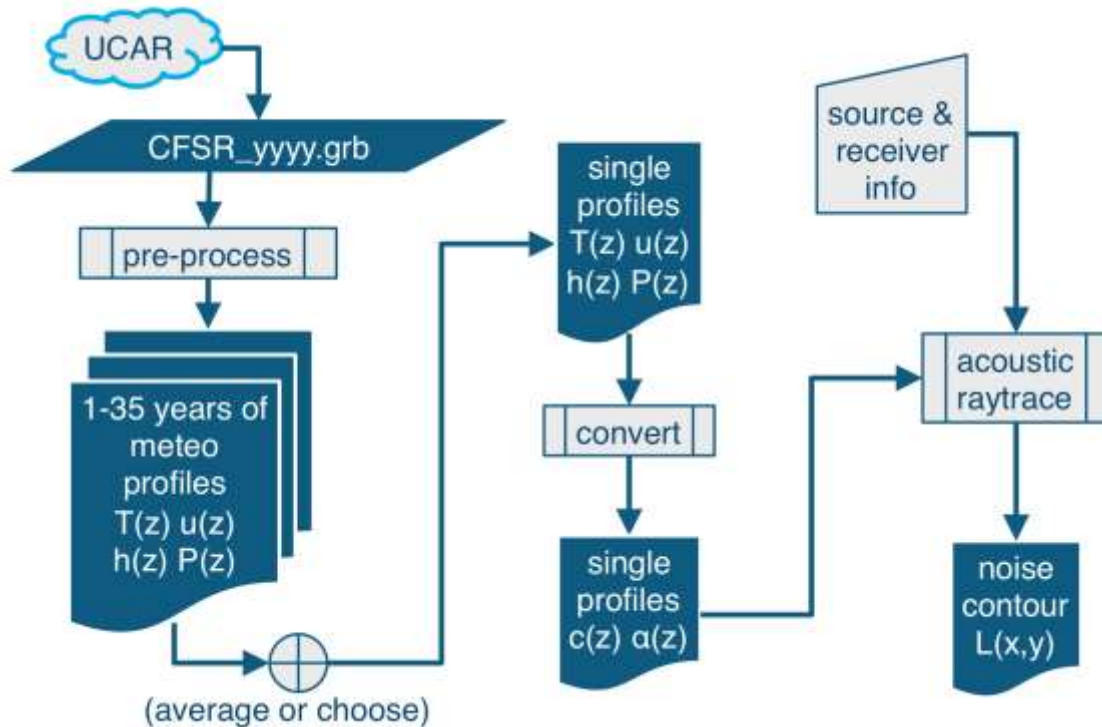 UCAR
CFSR_yyyy.grb
pre-process
1-35 years of
meteo
profiles
T(z) u(z)
h(z) P(z)
(average or choose)
single
profiles
T(z) u(z)
h(z) P(z)
convert
single
profiles
c(z) α(z)
source &
receiver
info
acoustic
raytrace
noise
contour
L(x,y)